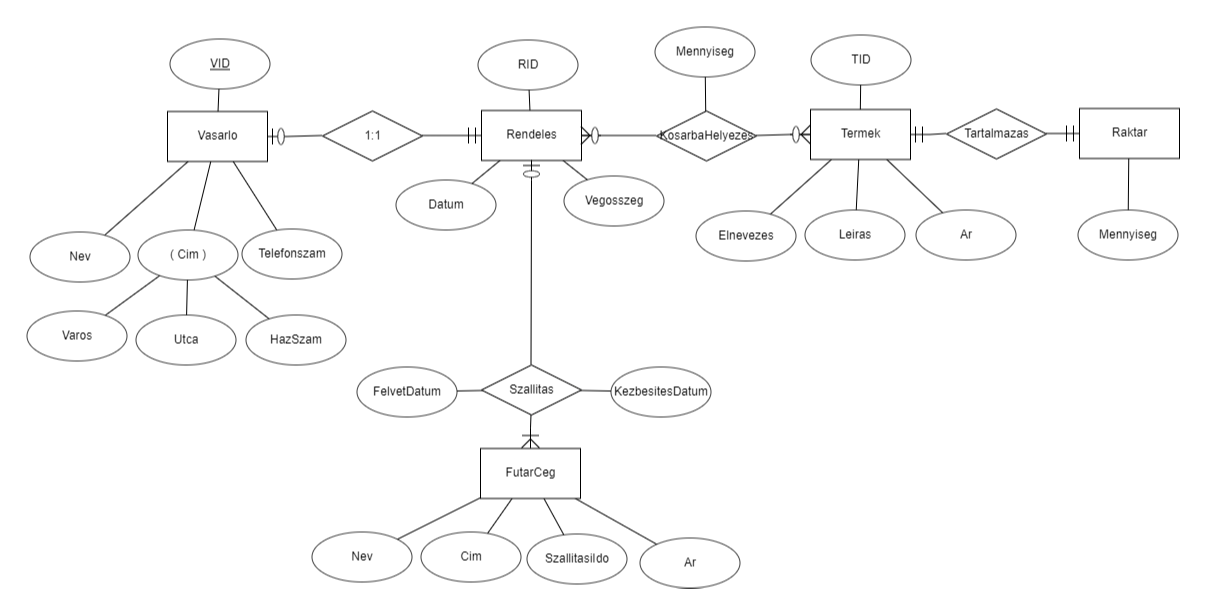 VID
RID
Mennyiseg
TID
Vasarlo
1:1
Rendeles
KosarbaHelyezes
Termek
Tartalmazas
Raktar
Datum
Vegosszeg
Nev
( Cim )
Telefonszam
Elnevezes
Leiras
Ar
Mennyiseg
Varos
Utca
HazSzam
FelvetDatum
Szallitas
KezbesitesDatum
FutarCeg
Nev
Cim
SzallitasiIdo
Ar